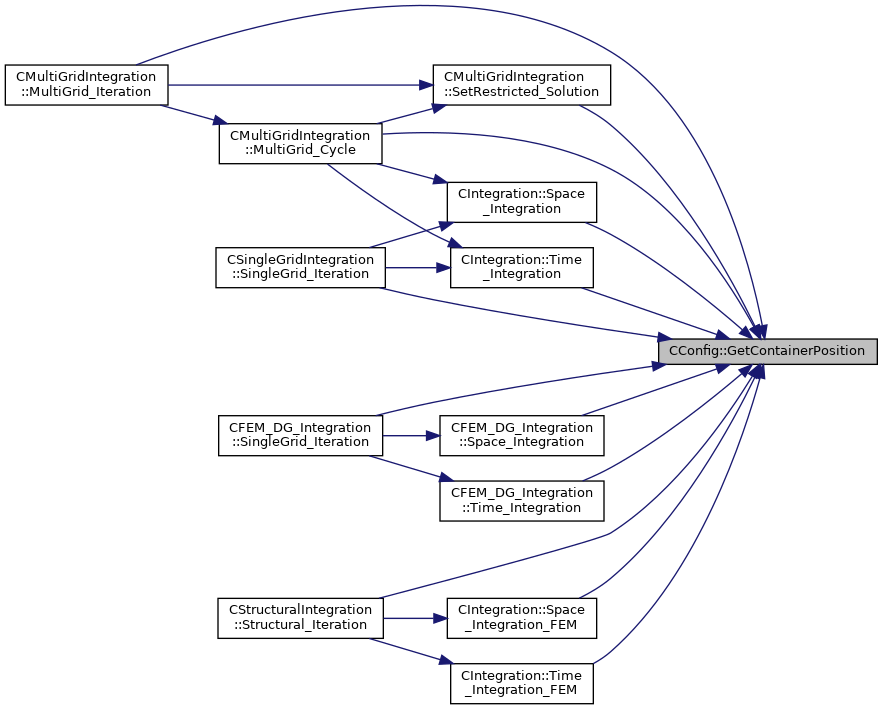 CMultiGridIntegration
::MultiGrid_Iteration
CMultiGridIntegration
::SetRestricted_Solution
CMultiGridIntegration
::MultiGrid_Cycle
CIntegration::Space
_Integration
CSingleGridIntegration
::SingleGrid_Iteration
CIntegration::Time
_Integration
CConfig::GetContainerPosition
CFEM_DG_Integration
::SingleGrid_Iteration
CFEM_DG_Integration
::Space_Integration
CFEM_DG_Integration
::Time_Integration
CStructuralIntegration
::Structural_Iteration
CIntegration::Space
_Integration_FEM
CIntegration::Time
_Integration_FEM